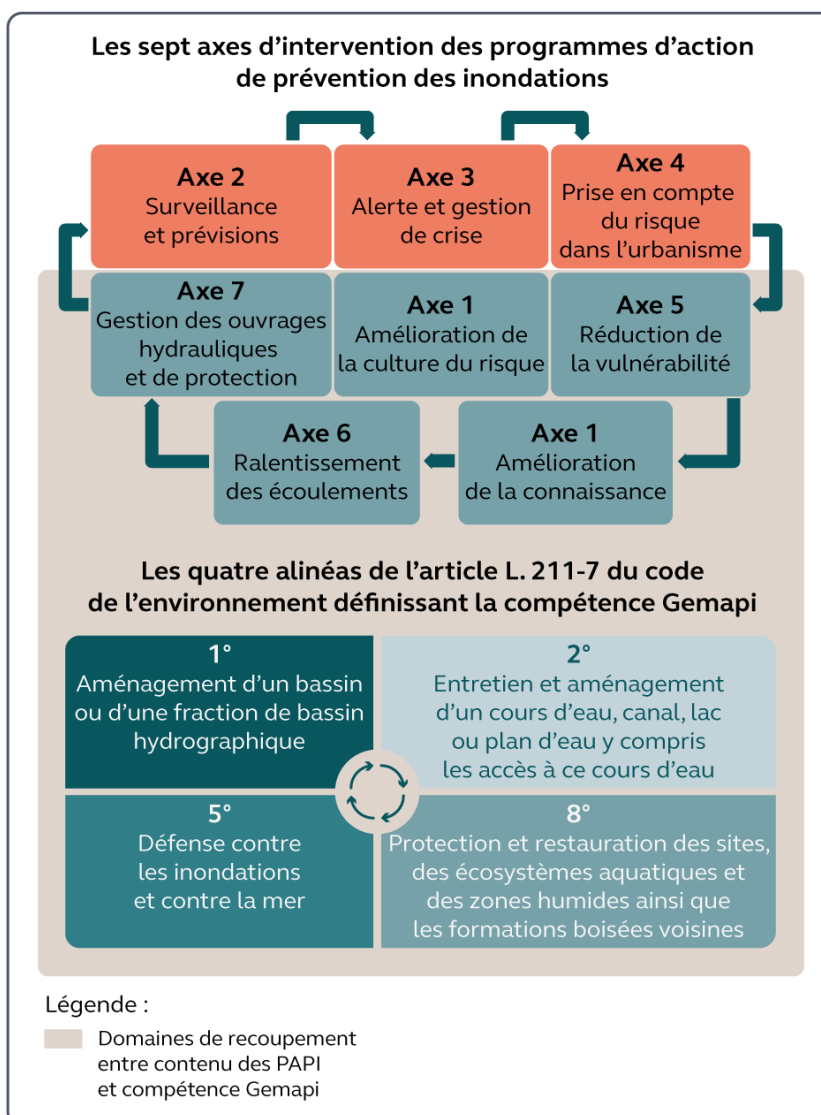 Les sept axes d’intervention des programmes d’action
de prévention des inondations
Axe 2
Surveillance
et prévisions
Axe 3
Alerte et gestion
de crise
Axe 4
Prise en compte
du risque
dans l’urbanisme
Axe 7
Gestion des ouvrages
hydrauliques
et de protection
Axe 1
Amélioration de
la culture du risque
Axe 5
Réduction de
la vulnérabilité
Axe 6
Ralentissement
des écoulements
Axe 1
Amélioration
de la connaissance
Les quatre alinéas de l’article L. 211-7 du code
de l’environnement définissant la compétence Gemapi
1°
Aménagement d’un bassin
ou d’une fraction de bassin
hydrographique
2°
Entretien et aménagement
d’un cours d’eau, canal, lac
ou plan d’eau y compris
les accès à ce cours d’eau
5°
Défense contre
les inondations
et contre la mer
8°
Protection et restauration des sites,
des écosystèmes aquatiques et
des zones humides ainsi que
les formations boisées voisines
Légende :
Domaines de recoupement
entre contenu des PAPI
et compétence Gemapi